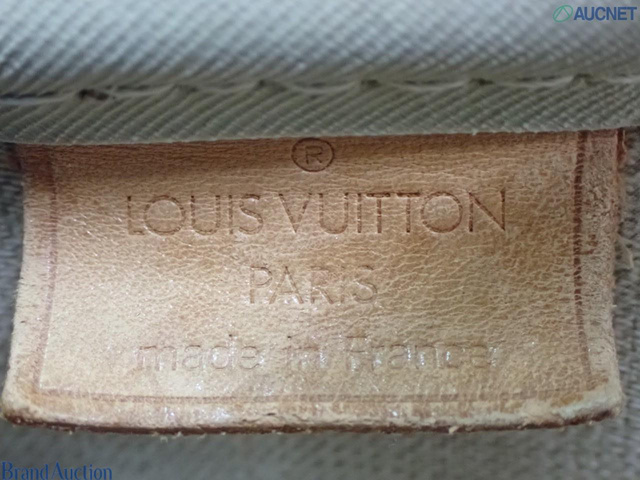 AUCNET
®
LOUIS VUITTON
PARIS
made in France
Brand Auction